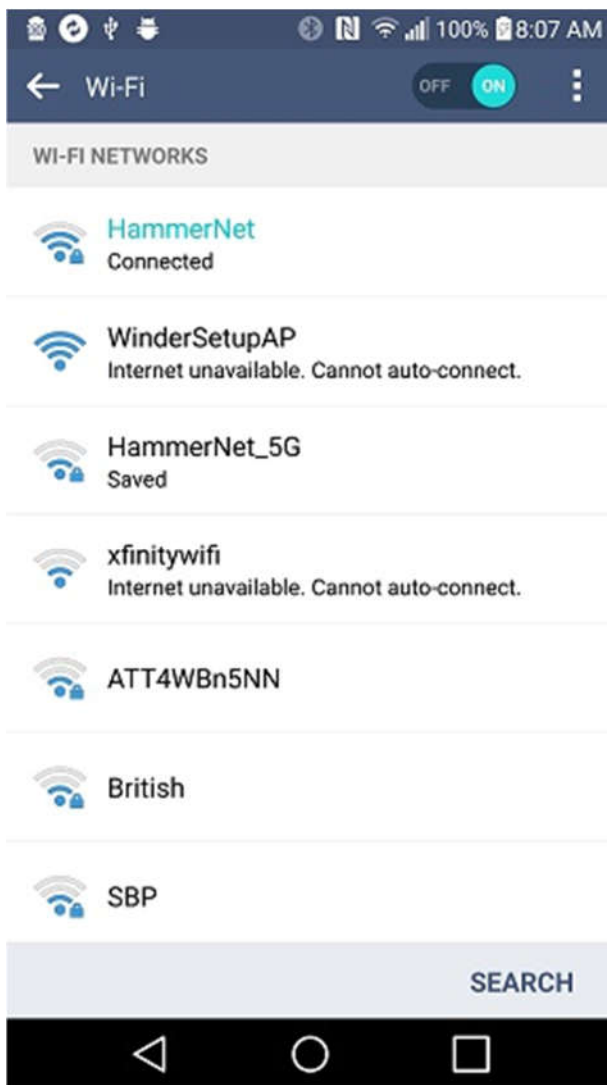 100% 8:07 AM
Wi-Fi
OFF ON
WI-FI NETWORKS
HammerNet
Connected
WinderSetupAP
Internet unavailable. Cannot auto-connect.
HammerNet_5G
Saved
xfinitywifi
Internet unavailable. Cannot auto-connect.
ATT4WBn5NN
British
SBP
SEARCH